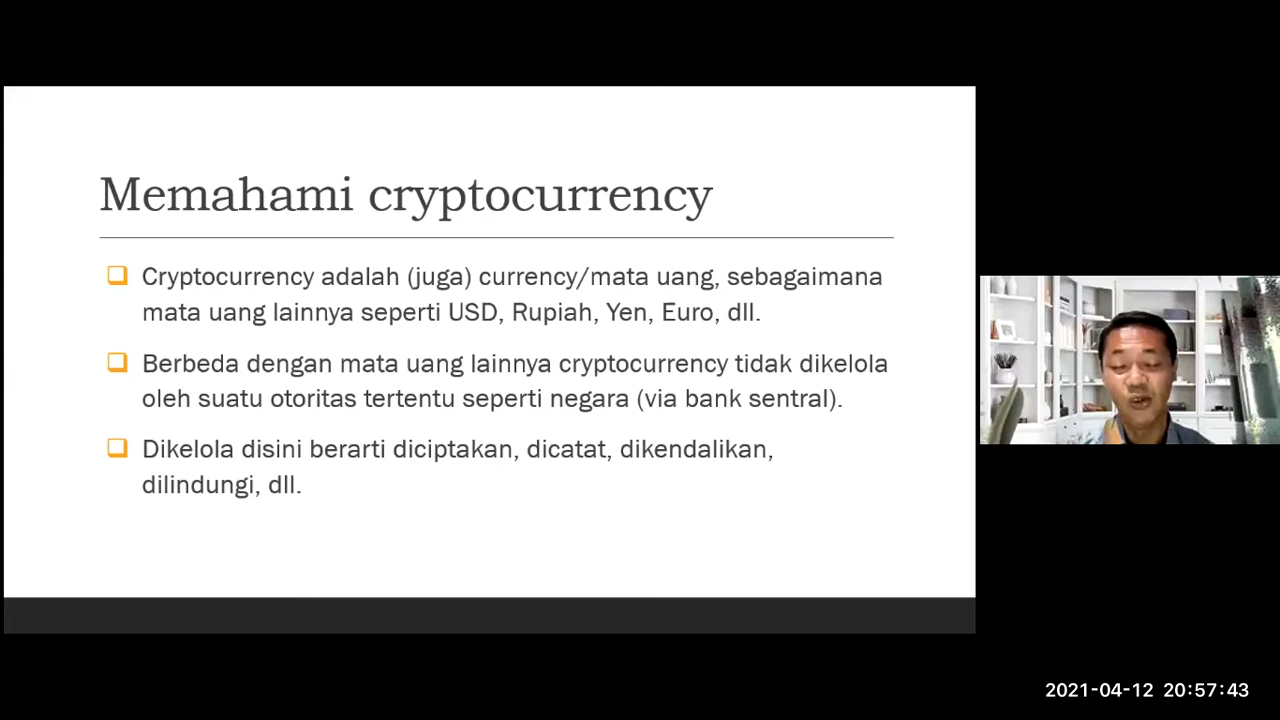 Memahami cryptocurrency
Cryptocurrency adalah (juga) currency/mata uang, sebagaimana
mata uang lainnya seperti USD, Rupiah, Yen, Euro, dll.
Berbeda dengan mata uang lainnya cryptocurrency tidak dikelola
oleh suatu otoritas tertentu seperti negara (via bank sentral).
Dikelola disini berarti diciptakan, dicatat, dikendalikan,
dilindungi, dll.
2021-04-12 20:57:43